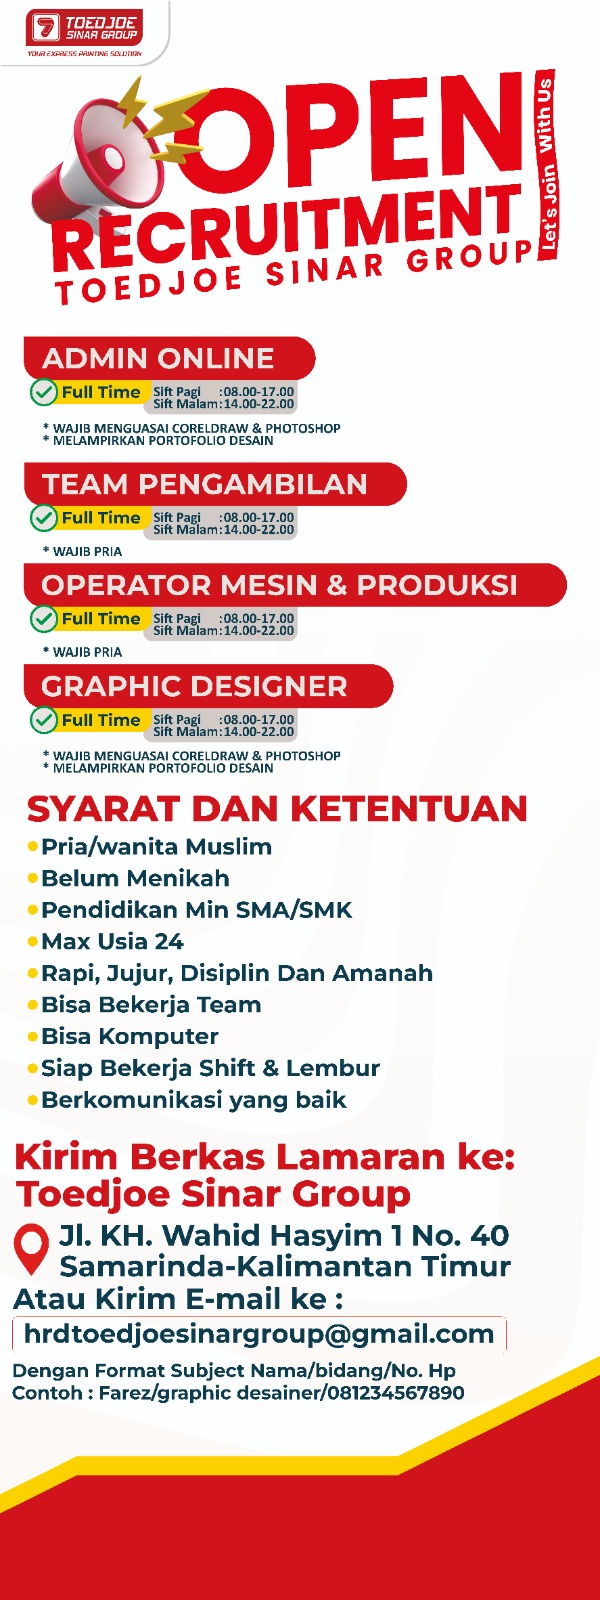 TOEDJOE
SINAR GROUP
YOUR EXPRESS PRINTING SOLUTION
OPEN
RECRUITMENT
TOEDJOE SINAR GROUP
Let's Join With Us
ADMIN ONLINE
Full Time
Sift Pagi :08.00-17.00
Sift Malam:14.00-22.00
* WAJIB MENGUASAI CORELDRAW & PHOTOSHOP
* MELAMPIRKAN PORTOFOLIO DESAIN
TEAM PENGAMBILAN
Full Time
Sift Pagi :08.00-17.00
Sift Malam:14.00-22.00
* WAJIB PRIA
OPERATOR MESIN & PRODUKSI
Full Time
Sift Pagi :08.00-17.00
Sift Malam:14.00-22.00
* WAJIB PRIA
GRAPHIC DESIGNER
Full Time
Sift Pagi :08.00-17.00
Sift Malam:14.00-22.00
* WAJIB MENGUASAI CORELDRAW & PHOTOSHOP
* MELAMPIRKAN PORTOFOLIO DESAIN
SYARAT DAN KETENTUAN
Pria/wanita Muslim
Belum Menikah
Pendidikan Min SMA/SMK
Max Usia 24
Rapi, Jujur, Disiplin Dan Amanah
Bisa Bekerja Team
Bisa Komputer
Siap Bekerja Shift & Lembur
Berkomunikasi yang baik
Kirim Berkas Lamaran ke:
Toedjoe Sinar Group
Jl. KH. Wahid Hasyim 1 No. 40
Samarinda-Kalimantan Timur
Atau Kirim E-mail ke :
hrdtoedjoesinargroup@gmail.com
Dengan Format Subject Nama/bidang/No. Hp
Contoh : Farez/graphic desainer/081234567890